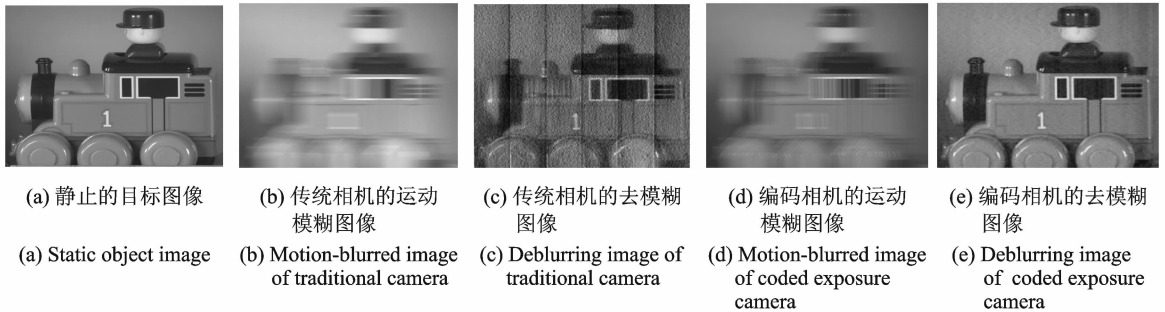 1
1
1
(a) 静止的目标图像
(b) 传统相机的运动
模糊图像
(c) 传统相机的去模糊
图像
(d) 编码相机的运动
模糊图像
(e) 编码相机的去模糊
图像
(a) Static object image
(b) Motion-blurred image
of traditional camera
(c) Deblurring image of
traditional camera
(d) Motion-blurred image
of coded exposure
camera
(e) Deblurring image
of coded exposure
camera